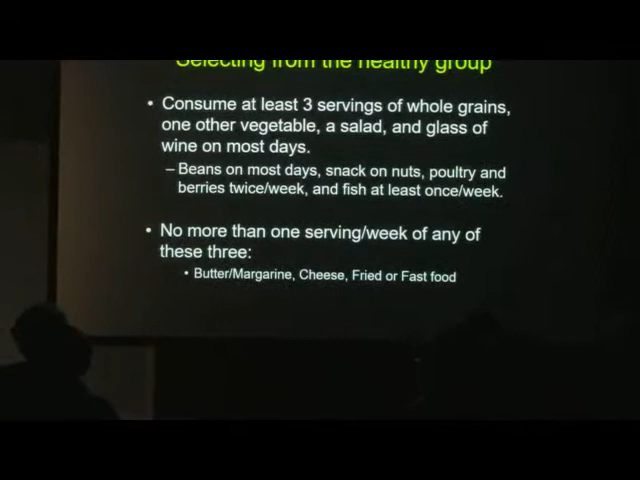 Selecting from the healthy group
• Consume at least 3 servings of whole grains,
one other vegetable, a salad, and glass of
wine on most days.
– Beans on most days, snack on nuts, poultry and
berries twice/week, and fish at least once/week.
• No more than one serving/week of any of
these three:
• Butter/Margarine, Cheese, Fried or Fast food